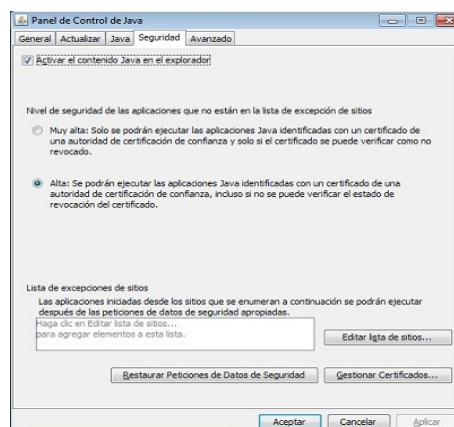 Panel de Control de Java
General Actualizar Java Seguridad Avanzado
Activar el contenido Java en el explorador
Nivel de seguridad de las aplicaciones que no están en la lista de excepción de sitios
Muy alta: Solo se podrán ejecutar las aplicaciones Java identificadas con un certificado de
una autoridad de certificación de confianza y solo si el certificado se puede verificar como no
revocado.
Alta: Se podrán ejecutar las aplicaciones Java identificadas con un certificado de una
autoridad de certificación de confianza, incluso si no se puede verificar el estado de
revocación del certificado.
Lista de excepciones de sitios
Las aplicaciones iniciadas desde los sitios que se enumeran a continuación se podrán ejecutar
después de las peticiones de datos de seguridad apropiadas.
Haga clic en Editar lista de sitios...
para agregar elementos a esta lista.
Editar lista de sitios...
Restaurar Peticiones de Datos de Seguridad Gestionar Certificados...
Aceptar Cancelar Aplicar